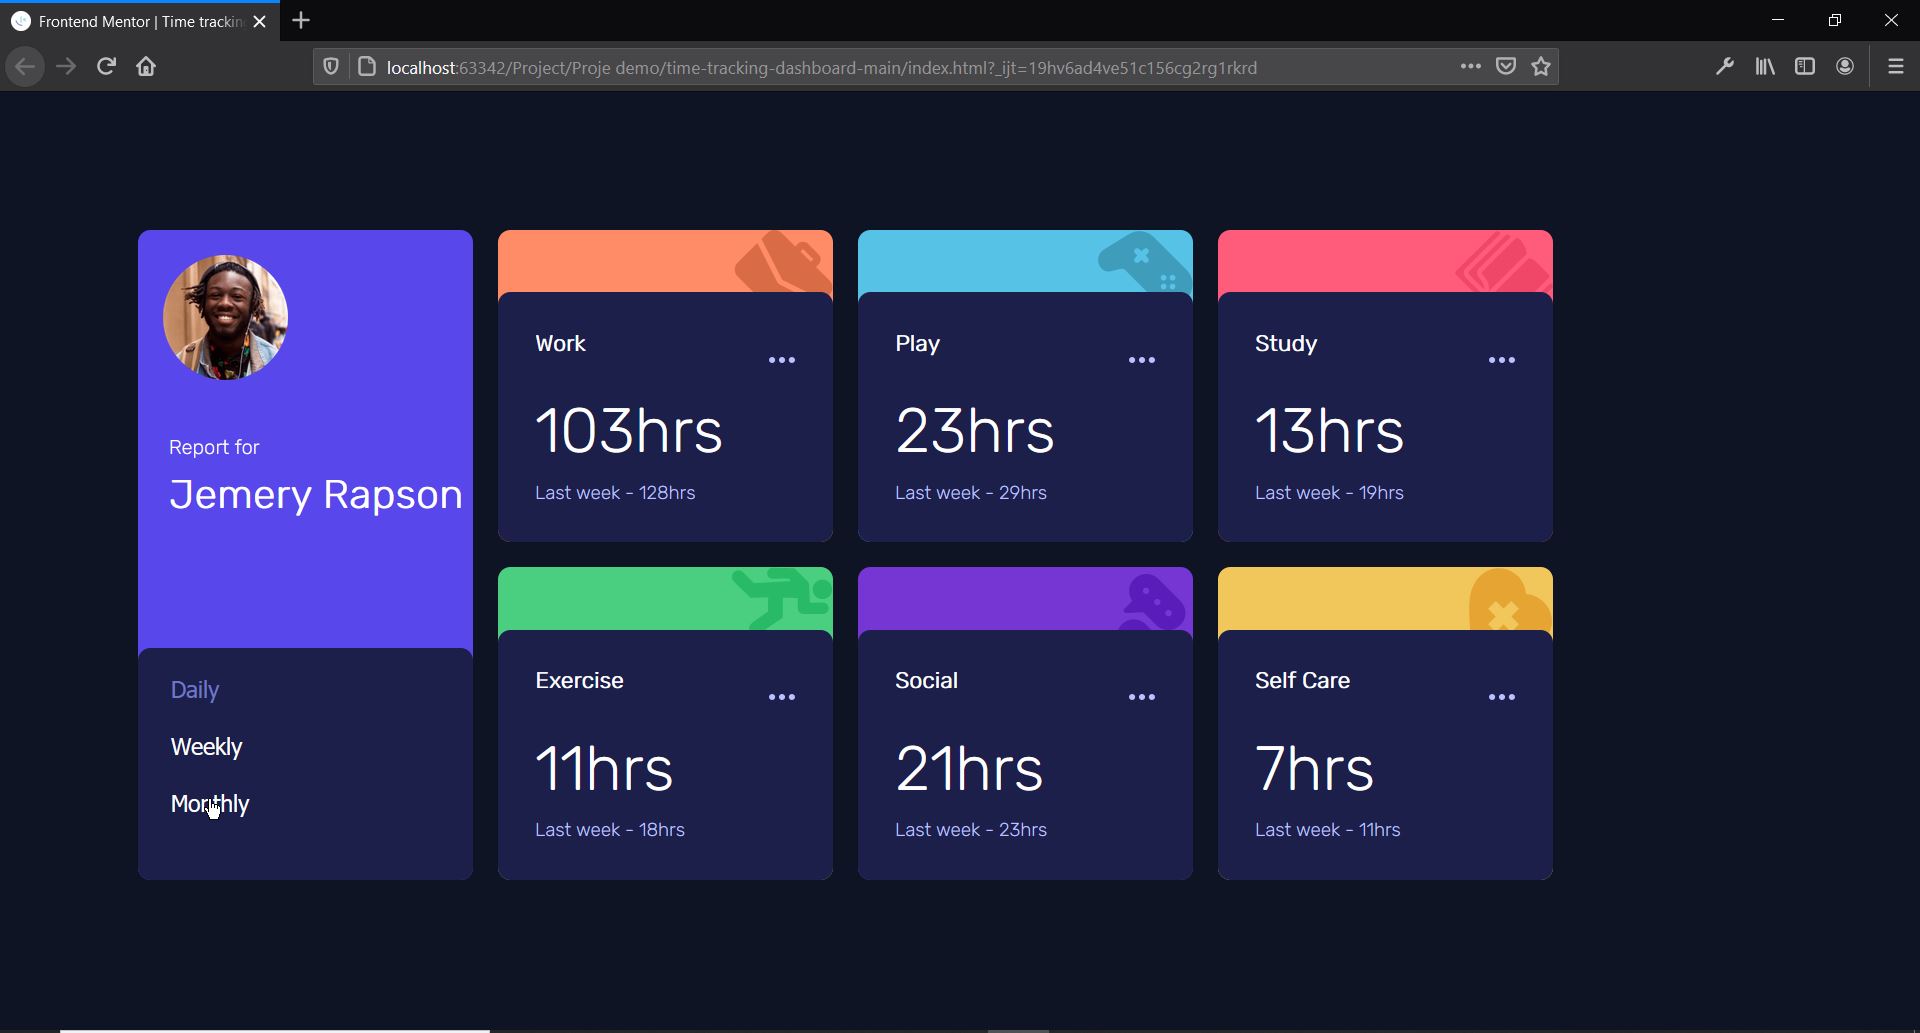 Frontend Mentor | Time trackin
localhost:63342/Project/Proje demo/time-tracking-dashboard-main/index.html?_ijt=19hv6ad4ve51c156cg2rg1rkrd
Report for
Jemery Rapson
Daily
Weekly
Monthly
Work
103hrs
Last week - 128hrs
Play
23hrs
Last week - 29hrs
Study
13hrs
Last week - 19hrs
Exercise
11hrs
Last week - 18hrs
Social
21hrs
Last week - 23hrs
Self Care
7hrs
Last week - 11hrs